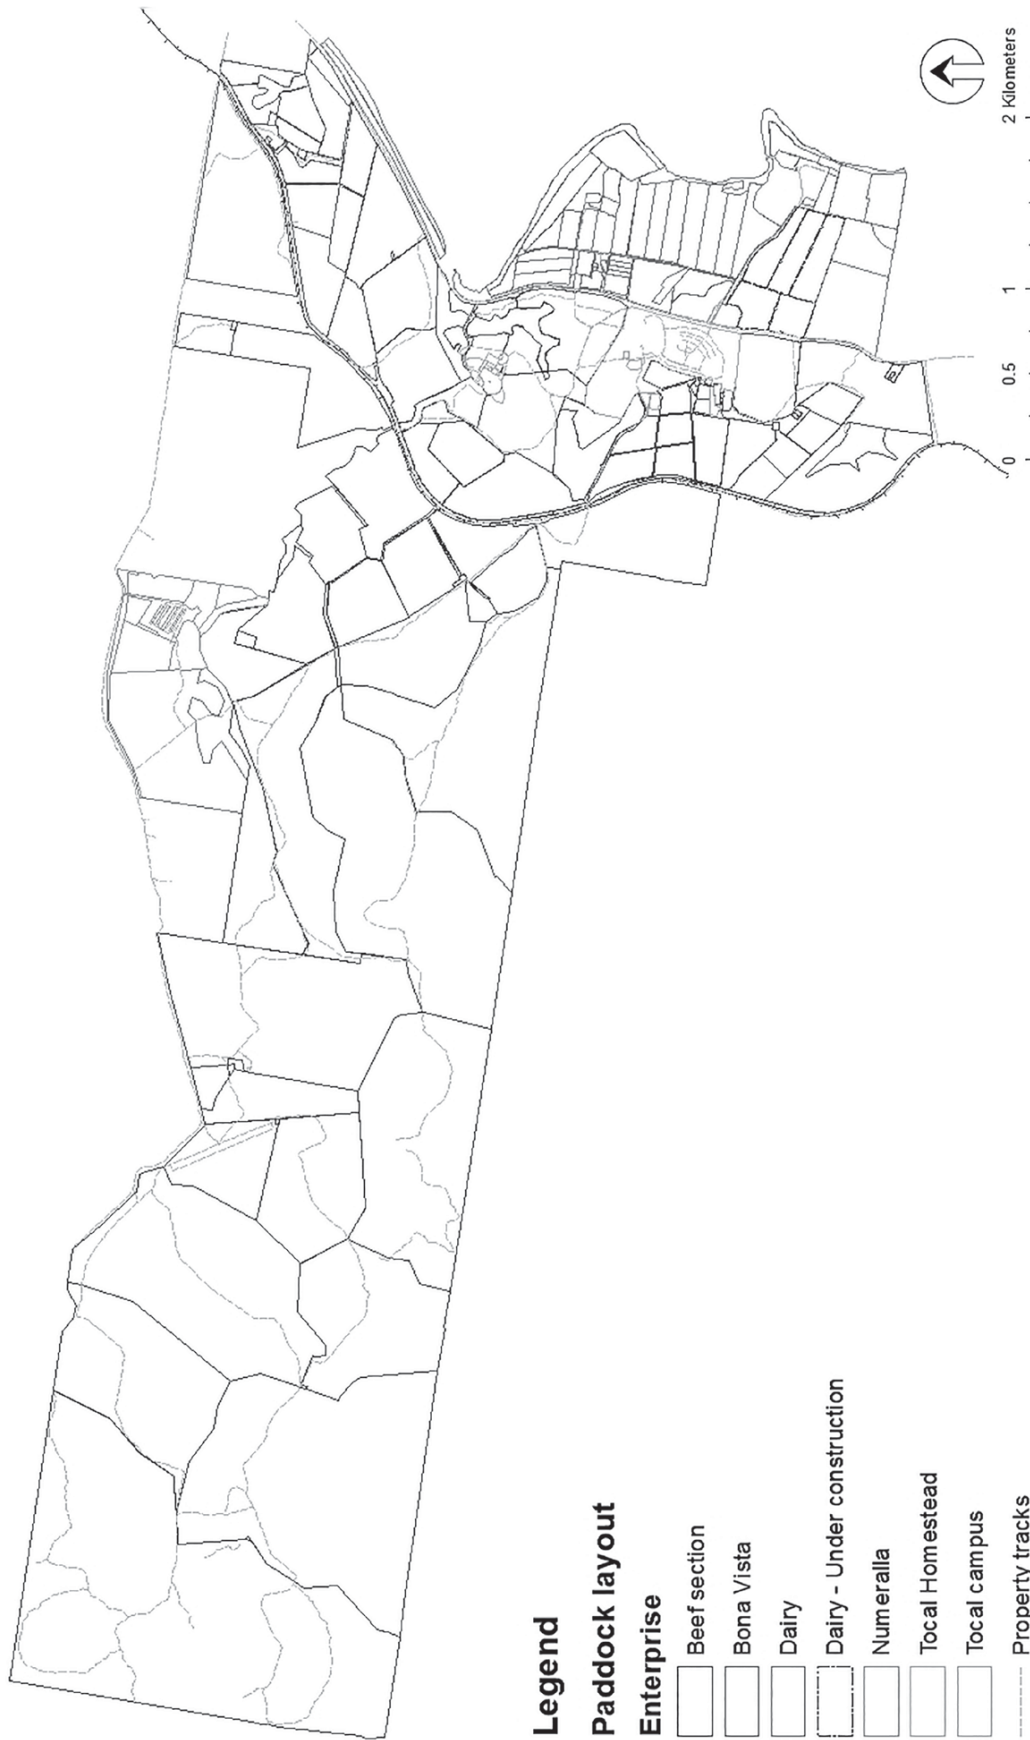 Legend
Paddock layout
Enterprise
Beef section
Bona Vista
Dairy
Dairy - Under construction
Numeralla
Tocal Homestead
Tocal campus
Property tracks
0 0.5 1 2 Kilometers